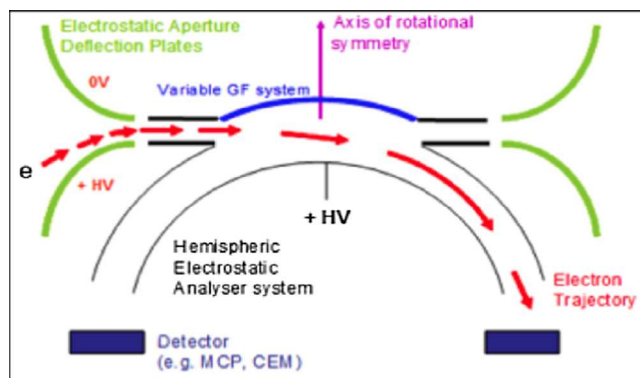 Electrostatic Aperture
Deflection Plates
Axis of rotational
symmetry
0V
Variable GF system
e
+ HV
+ HV
Hemispheric
Electrostatic
Analyser system
Electron
Trajectory
Detector
(e.g. MCP, CEM)